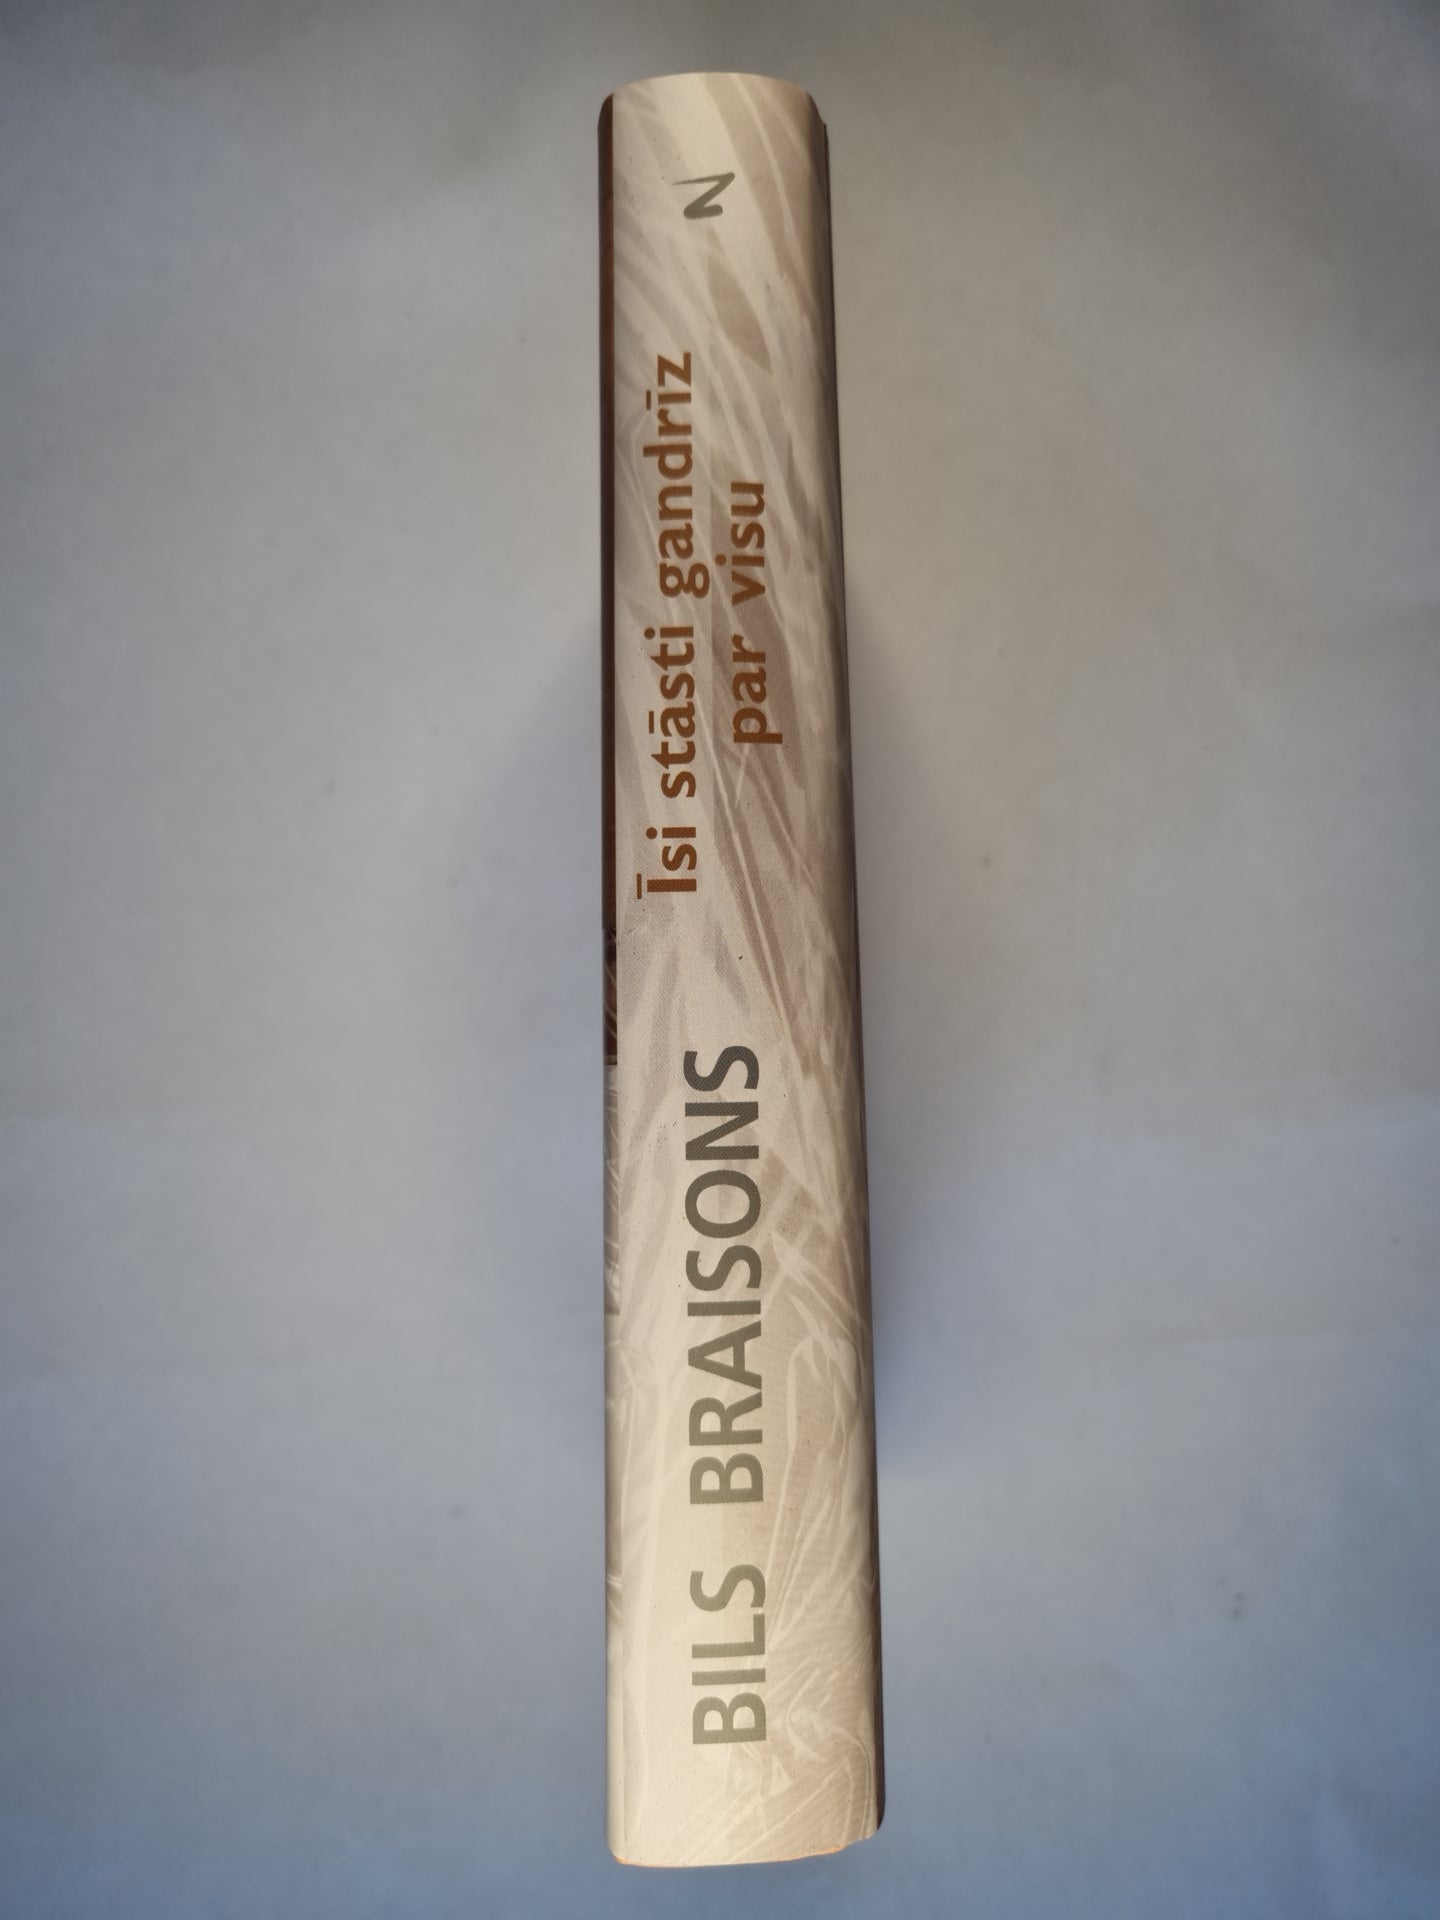 BILS BRAISONS
Īsi stāsti gandrīz
par visu
N